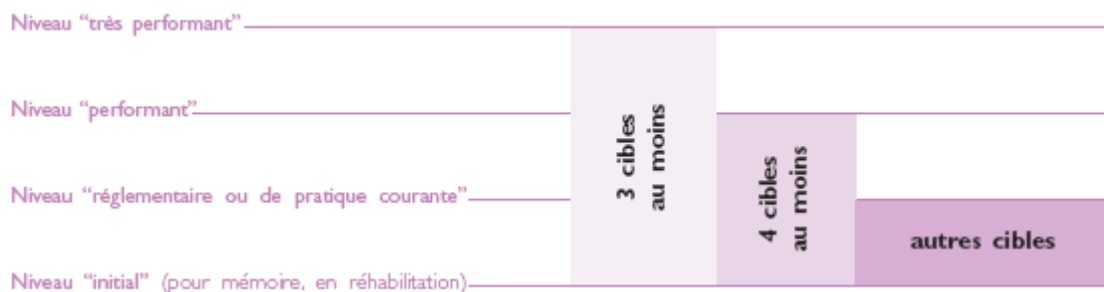 Niveau “très performant”
Niveau “performant”
Niveau “réglementaire ou de pratique courante”
Niveau “initial” (pour mémoire, en réhabilitation)
3 cibles
au moins
4 cibles
au moins
autres cibles